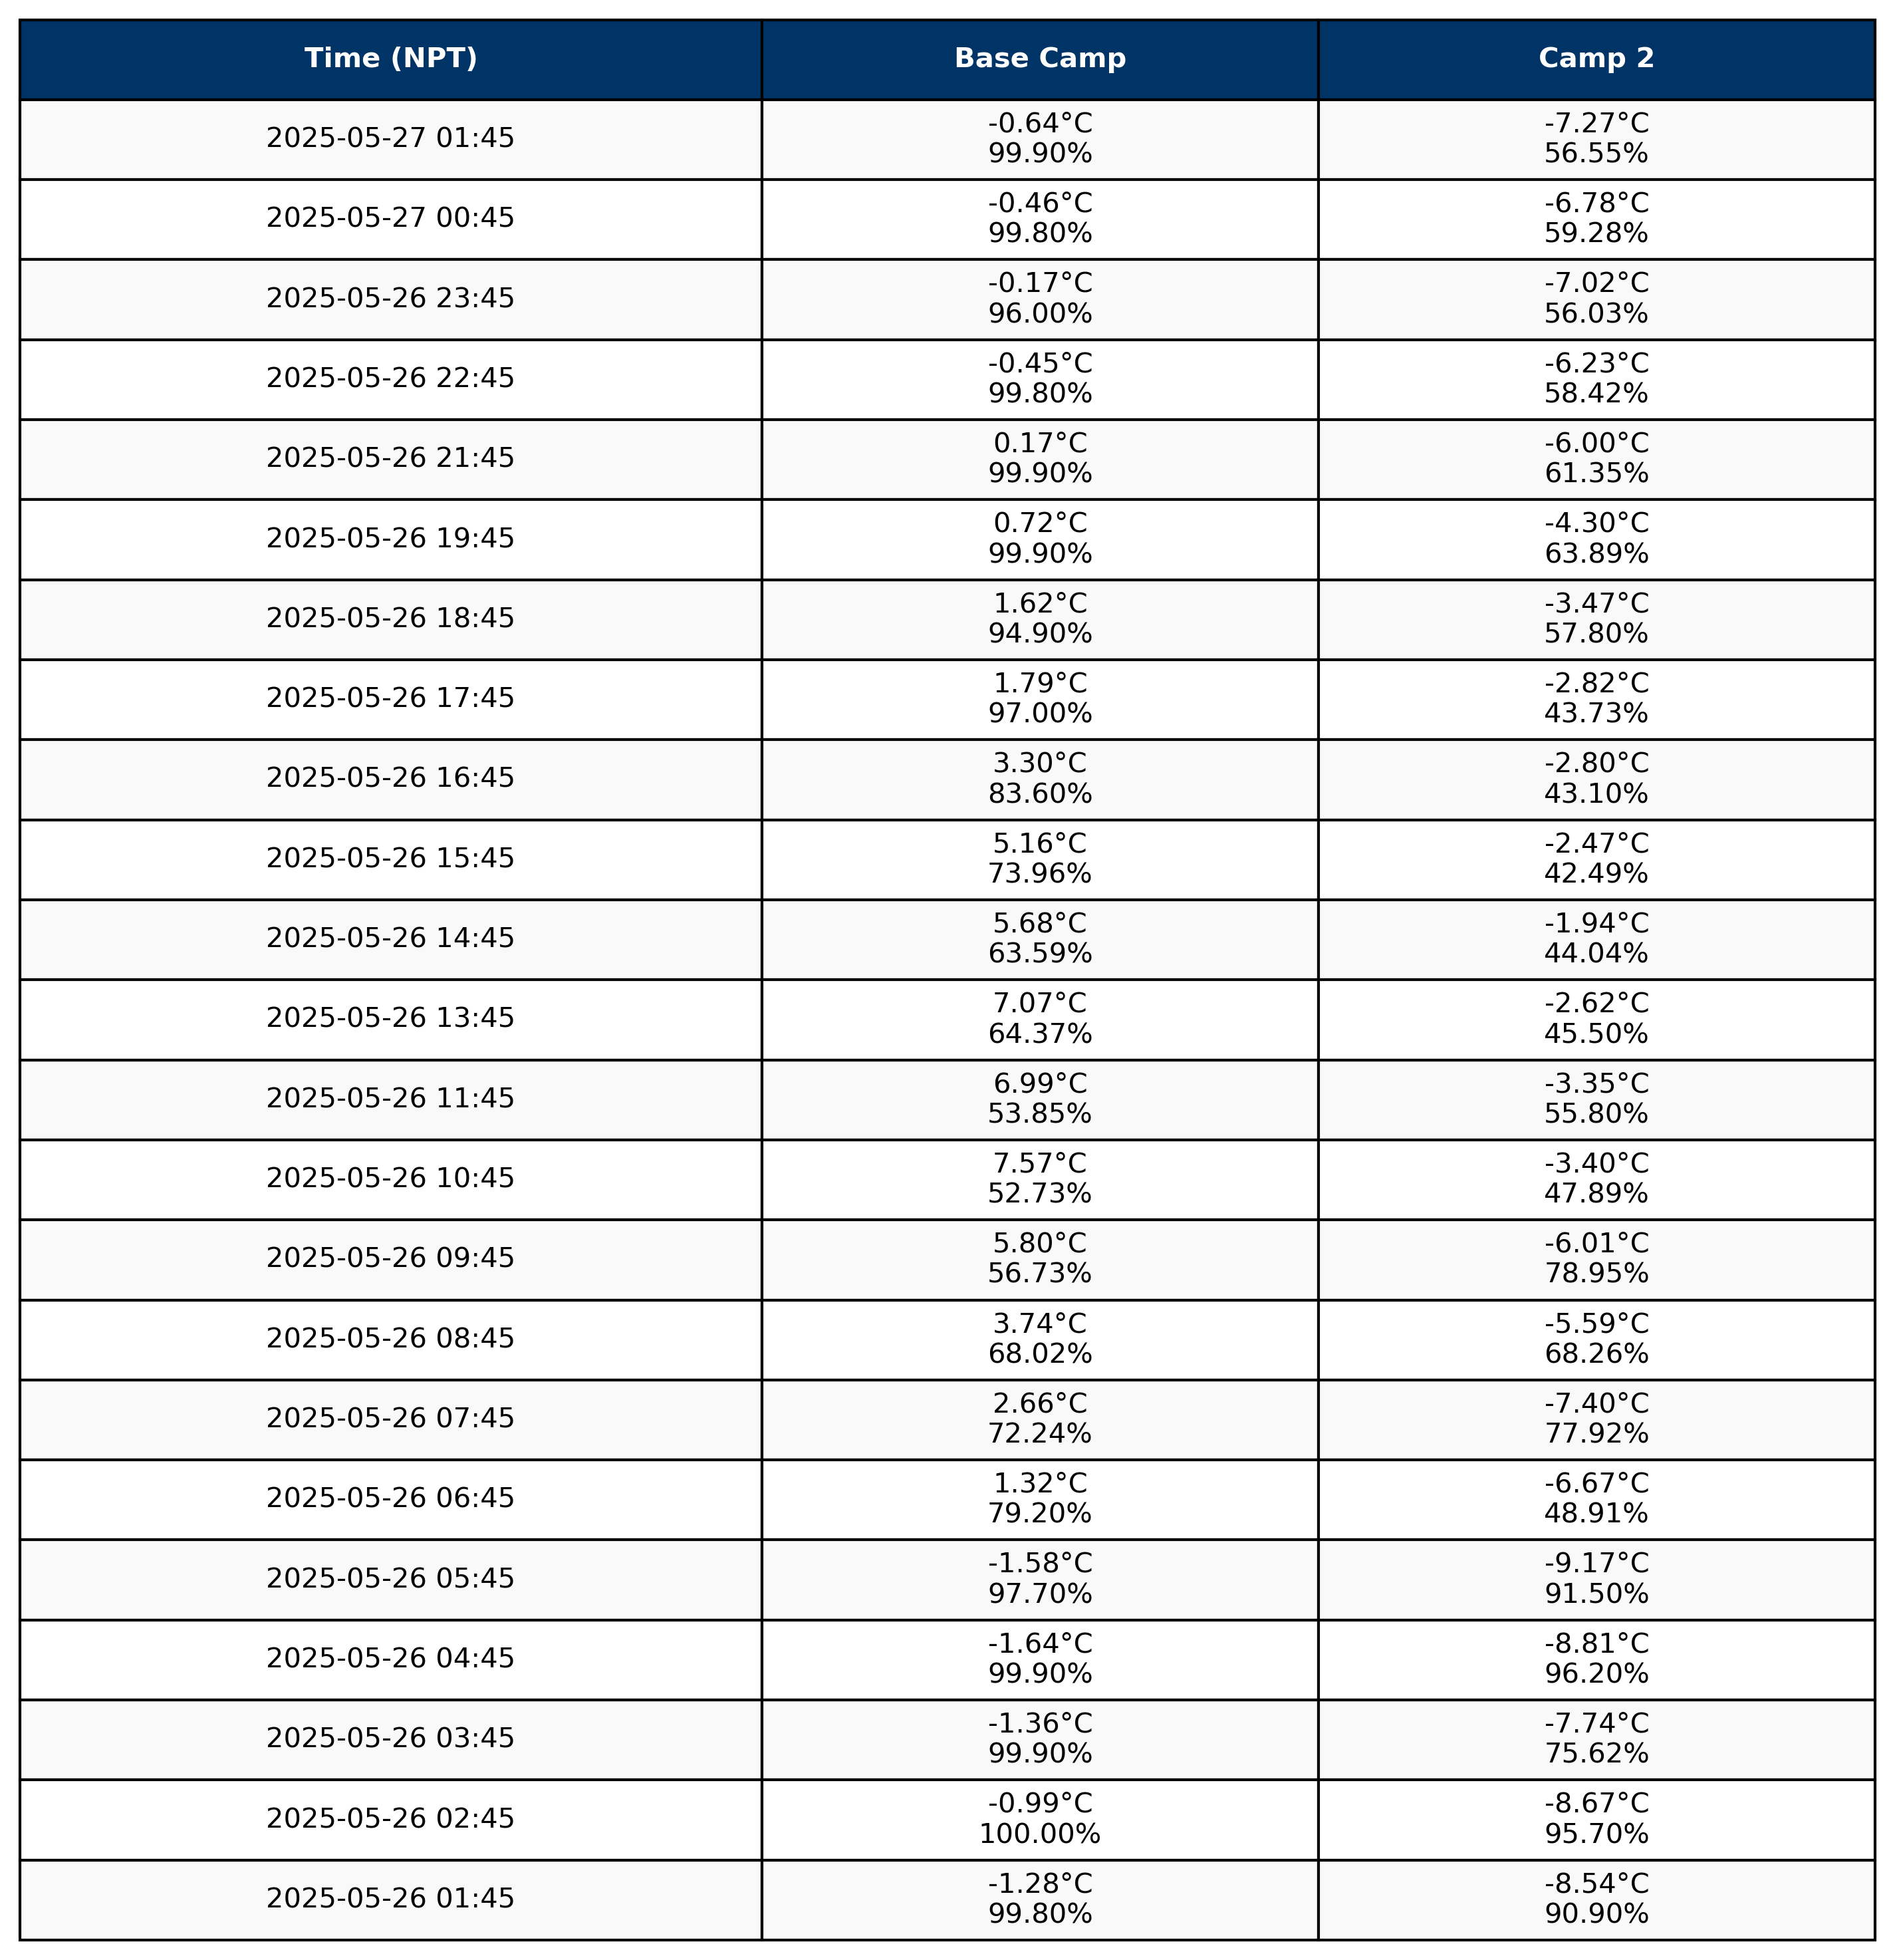 Time (NPT) Base Camp Camp 2
2025-05-27 01:45 -0.64°C -7.27°C
99.90% 56.55%
2025-05-27 00:45 -0.46°C -6.78°C
99.80% 59.28%
2025-05-26 23:45 -0.17°C -7.02°C
96.00% 56.03%
2025-05-26 22:45 -0.45°C -6.23°C
99.80% 58.42%
2025-05-26 21:45 0.17°C -6.00°C
99.90% 61.35%
2025-05-26 19:45 0.72°C -4.30°C
99.90% 63.89%
2025-05-26 18:45 1.62°C -3.47°C
94.90% 57.80%
2025-05-26 17:45 1.79°C -2.82°C
97.00% 43.73%
2025-05-26 16:45 3.30°C -2.80°C
83.60% 43.10%
2025-05-26 15:45 5.16°C -2.47°C
73.96% 42.49%
2025-05-26 14:45 5.68°C -1.94°C
63.59% 44.04%
2025-05-26 13:45 7.07°C -2.62°C
64.37% 45.50%
2025-05-26 11:45 6.99°C -3.35°C
53.85% 55.80%
2025-05-26 10:45 7.57°C -3.40°C
52.73% 47.89%
2025-05-26 09:45 5.80°C -6.01°C
56.73% 78.95%
2025-05-26 08:45 3.74°C -5.59°C
68.02% 68.26%
2025-05-26 07:45 2.66°C -7.40°C
72.24% 77.92%
2025-05-26 06:45 1.32°C -6.67°C
79.20% 48.91%
2025-05-26 05:45 -1.58°C -9.17°C
97.70% 91.50%
2025-05-26 04:45 -1.64°C -8.81°C
99.90% 96.20%
2025-05-26 03:45 -1.36°C -7.74°C
99.90% 75.62%
2025-05-26 02:45 -0.99°C -8.67°C
100.00% 95.70%
2025-05-26 01:45 -1.28°C -8.54°C
99.80% 90.90%